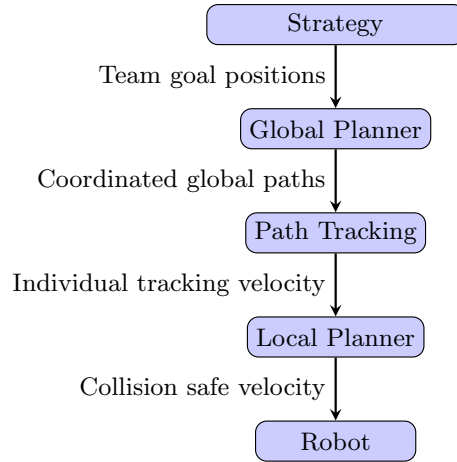 Strategy
Team goal positions
Global Planner
Coordinated global paths
Path Tracking
Individual tracking velocity
Local Planner
Collision safe velocity
Robot